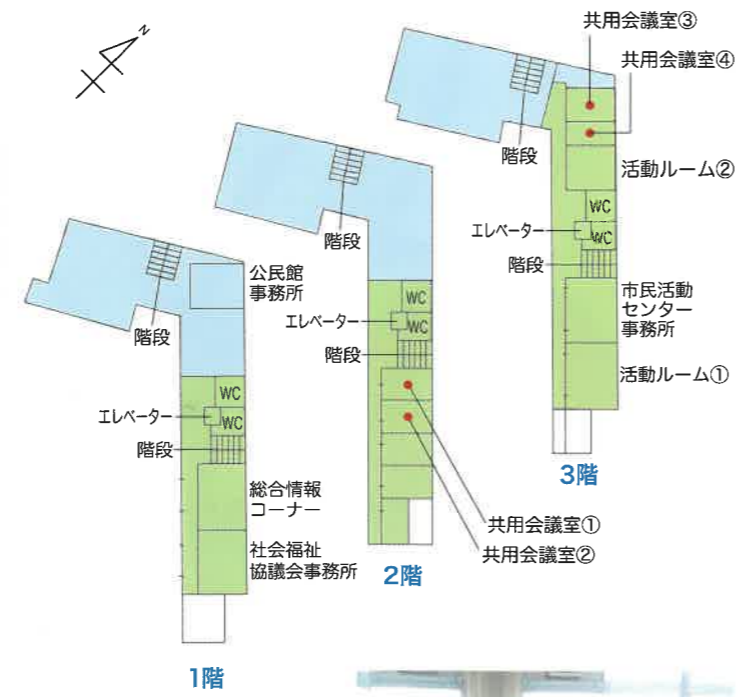 N
共用会議室③
共用会議室④
階段
活動ルーム②
WC
エレベーター
WC
階段
市民活動
センター
事務所
活動ルーム①
3階
階段
WC
エレベーター
WC
階段
共用会議室①
共用会議室②
2階
公民館
事務所
階段
WC
エレベーター
WC
階段
総合情報
コーナー
社会福祉
協議会事務所
1階